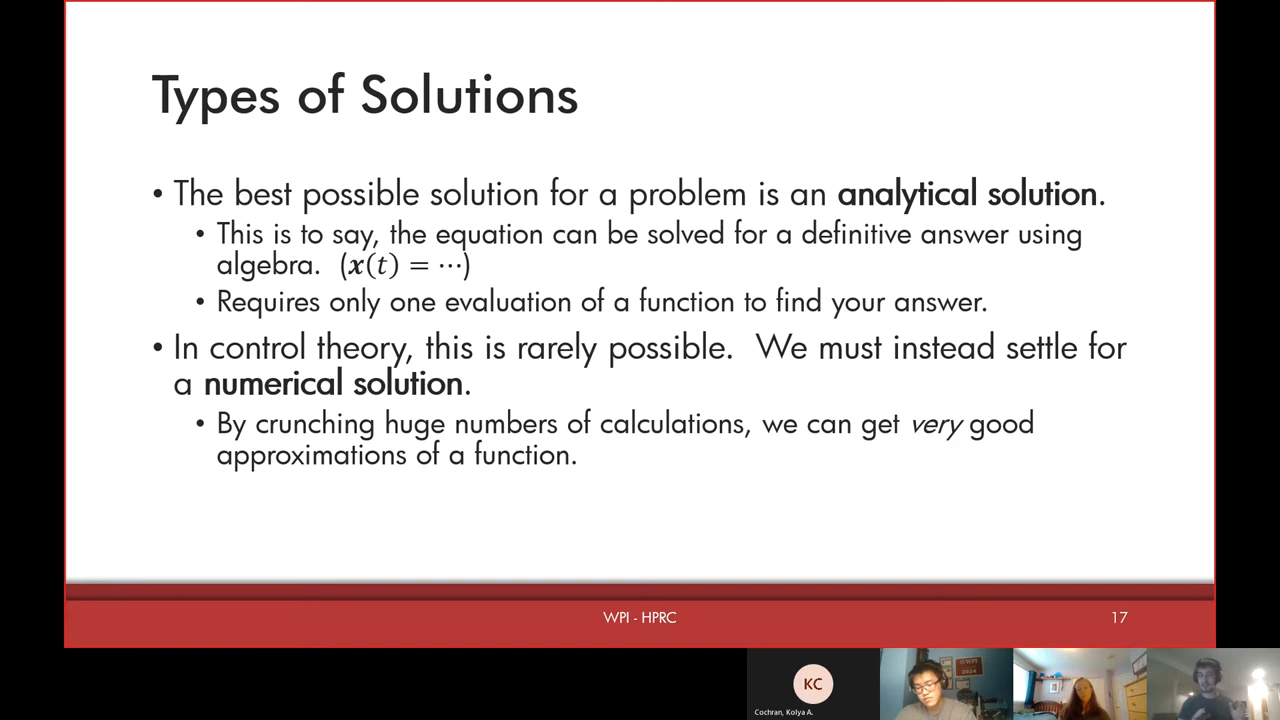 Types of Solutions
• The best possible solution for a problem is an analytical solution.
• This is to say, the equation can be solved for a definitive answer using
algebra. (x(t) = ⋯)
• Requires only one evaluation of a function to find your answer.
• In control theory, this is rarely possible. We must instead settle for
a numerical solution.
• By crunching huge numbers of calculations, we can get very good
approximations of a function.
WPI - HPRC
17
KC
Cochran, Kolya A.
WPI
2024